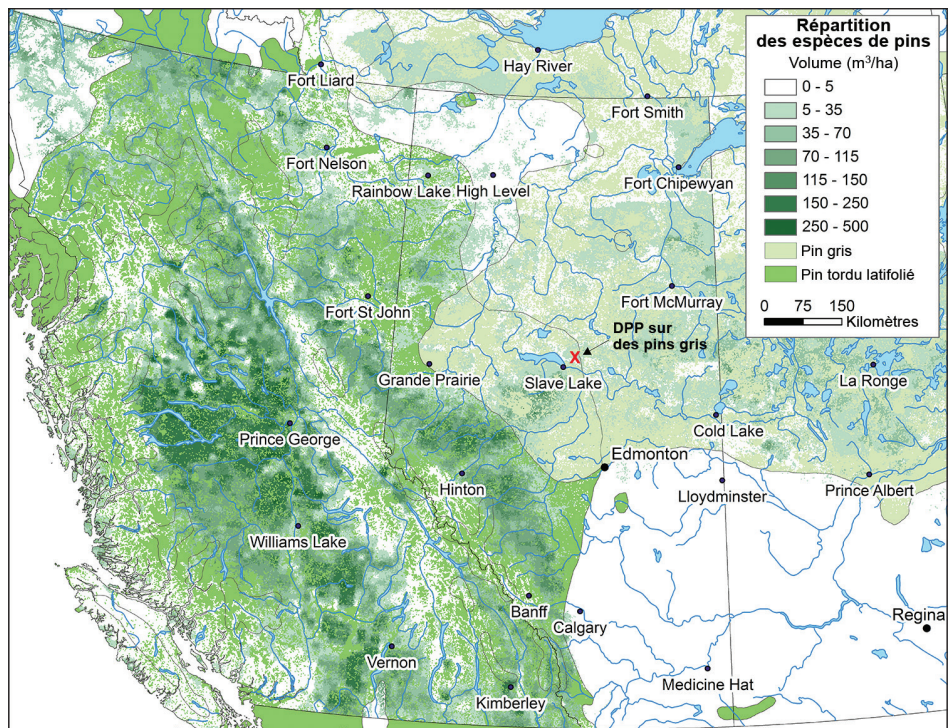 Répartition
des espèces de pins
Volume (m³/ha)
0 - 5
5 - 35
35 - 70
70 - 115
115 - 150
150 - 250
250 - 500
Pin gris
Pin tordu latifolié
0 75 150
Kilomètres
Fort Liard
Hay River
Fort Smith
Fort Nelson
Rainbow Lake
High Level
Fort Chipewyan
Fort St John
Fort McMurray
DPP sur
des pins gris
X
Grande Prairie
Slave Lake
La Ronge
Cold Lake
Prince George
Edmonton
Hinton
Lloydminster
Prince Albert
Williams Lake
Banff
Calgary
Regina
Vernon
Medicine Hat
Kimberley